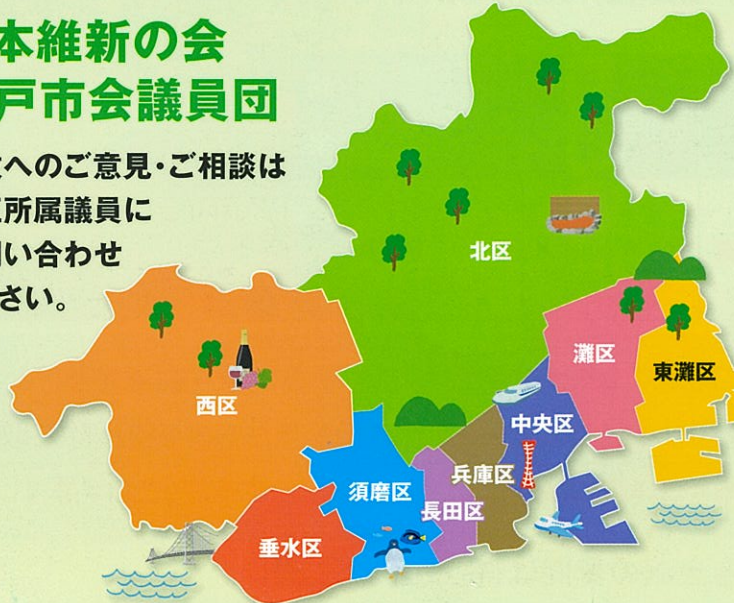 本維新の会
戸市会議員団
へのご意見・ご相談は
所属議員に
い合わせ
さい。
北区
灘区
東灘区
西区
中央区
兵庫区
須磨区
長田区
垂水区